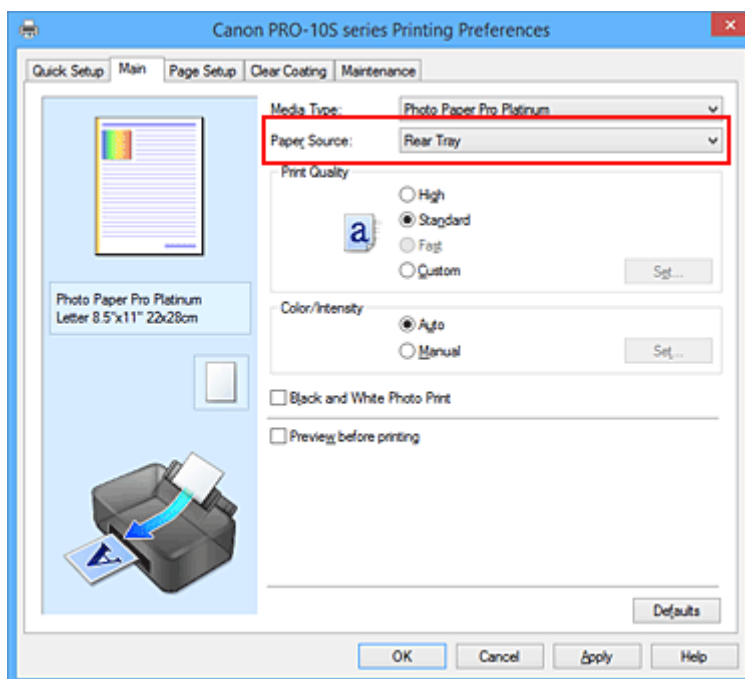 Canon PRO-10S series Printing Preferences
Quick Setup Main Page Setup Clear Coating Maintenance
Media Type: Photo Paper Pro Platinum
Paper Source: Rear Tray
Print Quality
High
Standard
Fast
Custom Set...
Photo Paper Pro Platinum
Letter 8.5"x11" 22x28cm
Color/Intensity
Auto
Manual Set...
Black and White Photo Print
Preview before printing
Defaults
OK Cancel Apply Help